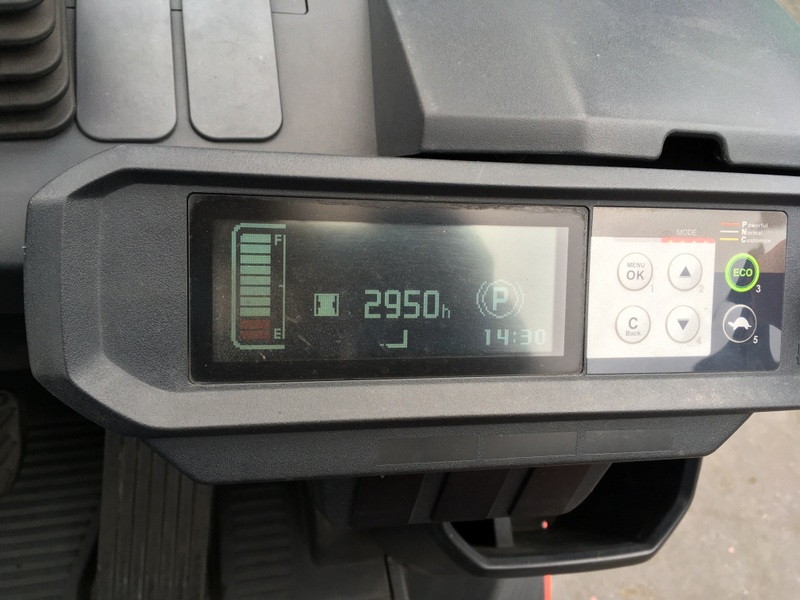 F
E
2950h
P
14:30
MODE
Powerful
Normal
Customize
MENU
OK
1
2
ECO
3
C
Back
4
5